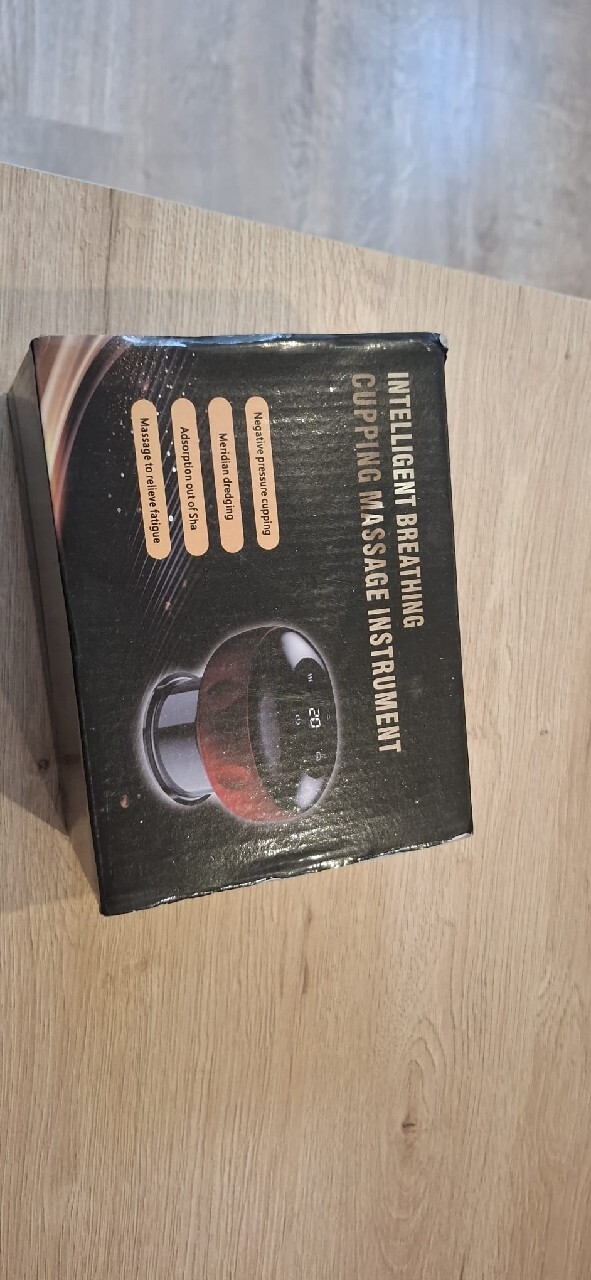 INTELLIGENT BREATHING
CUPPING MASSAGE INSTRUMENT
Negative pressure cupping
Meridian dredging
Adsorption out of Sha
Massage to relieve fatigue
20